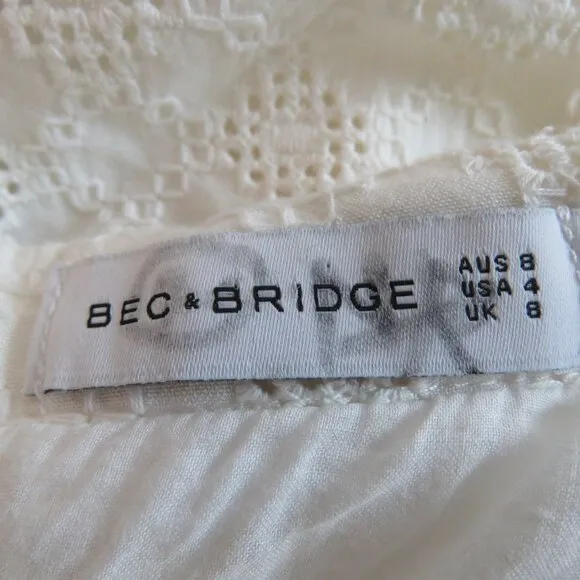 BEC & BRIDGE
AUS 8
USA 4
UK 8